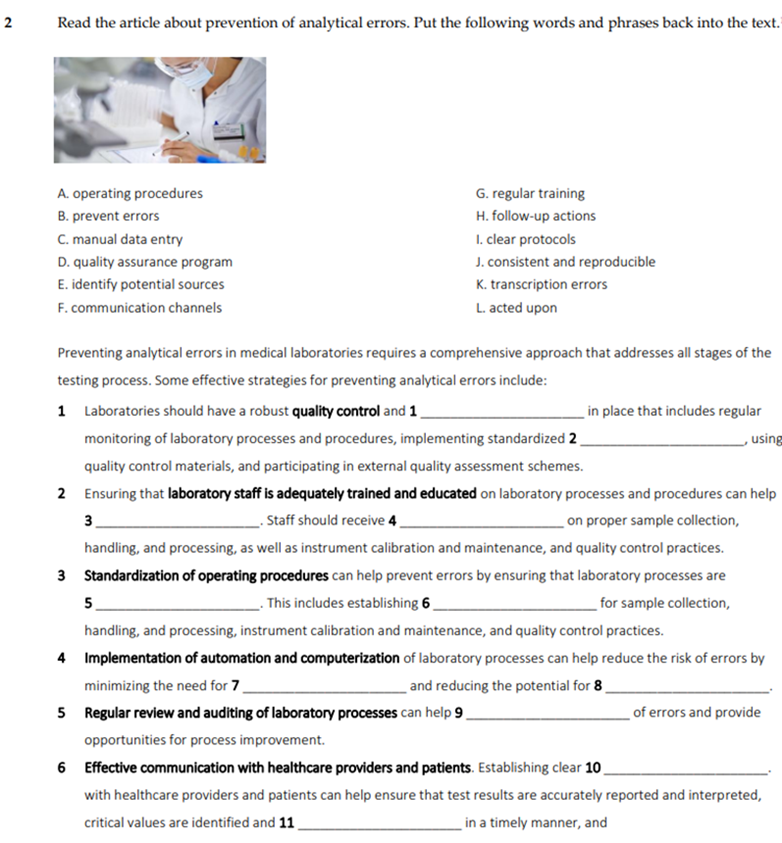 2 Read the article about prevention of analytical errors. Put the following words and phrases back into the text.
A. operating procedures
B. prevent errors
C. manual data entry
D. quality assurance program
E. identify potential sources
F. communication channels
G. regular training
H. follow-up actions
I. clear protocols
J. consistent and reproducible
K. transcription errors
L. acted upon
Preventing analytical errors in medical laboratories requires a comprehensive approach that addresses all stages of the
testing process. Some effective strategies for preventing analytical errors include:
1 Laboratories should have a robust quality control and 1 ____________________ in place that includes regular
monitoring of laboratory processes and procedures, implementing standardized 2 ____________________, using
quality control materials, and participating in external quality assessment schemes.
2 Ensuring that laboratory staff is adequately trained and educated on laboratory processes and procedures can help
3 ____________________. Staff should receive 4 ____________________ on proper sample collection,
handling, and processing, as well as instrument calibration and maintenance, and quality control practices.
3 Standardization of operating procedures can help prevent errors by ensuring that laboratory processes are
5 ____________________. This includes establishing 6 ____________________ for sample collection,
handling, and processing, instrument calibration and maintenance, and quality control practices.
4 Implementation of automation and computerization of laboratory processes can help reduce the risk of errors by
minimizing the need for 7 ____________________ and reducing the potential for 8 ____________________.
5 Regular review and auditing of laboratory processes can help 9 ____________________ of errors and provide
opportunities for process improvement.
6 Effective communication with healthcare providers and patients. Establishing clear 10 ____________________.
with healthcare providers and patients can help ensure that test results are accurately reported and interpreted,
critical values are identified and 11 ____________________ in a timely manner, and